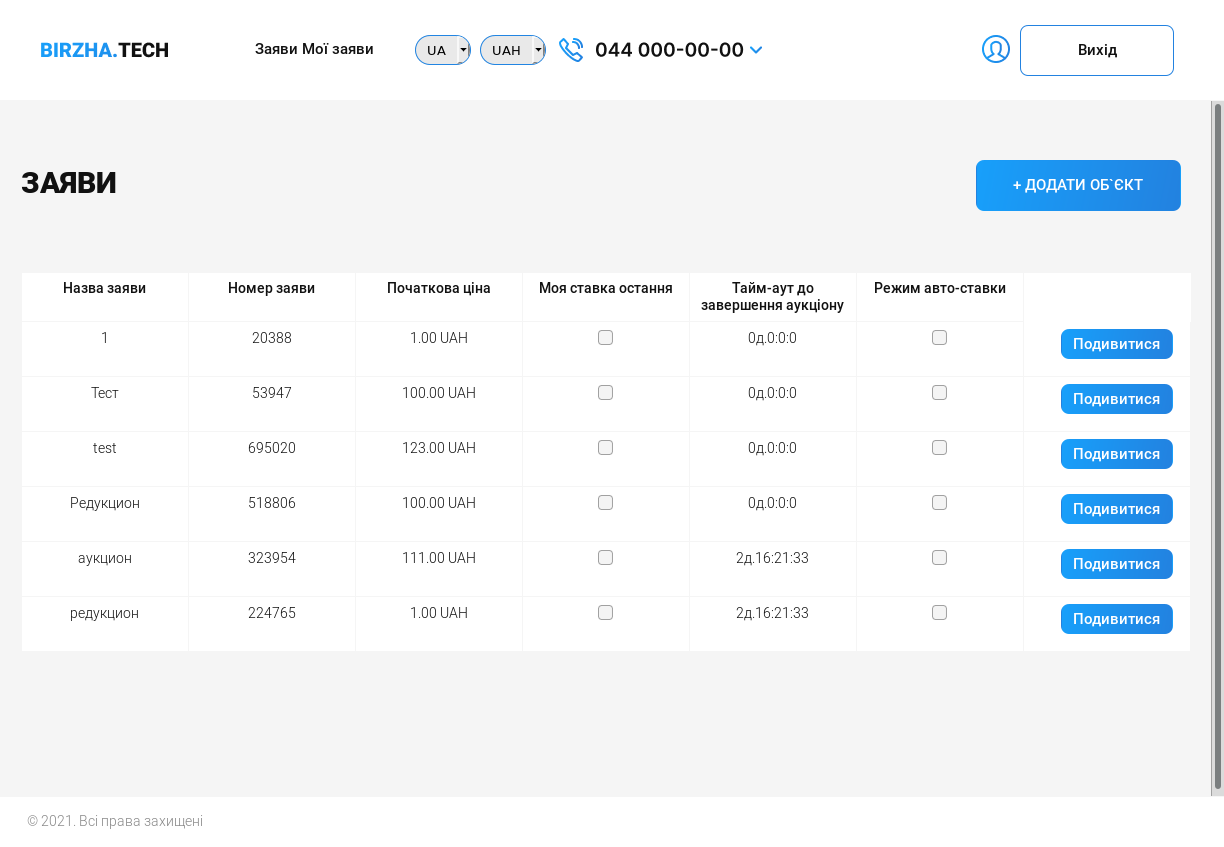 BIRZHA.TECH Заяви Мої заяви UA UAH 044 000-00-00 Вихід
ЗАЯВИ + ДОДАТИ ОБ`ЄКТ
Назва заяви Номер заяви Початкова ціна Моя ставка остання Тайм-аут до завершення аукціону Режим авто-ставки
1 20388 1.00 UAH 0д.0:0:0 Подивитися
Тест 53947 100.00 UAH 0д.0:0:0 Подивитися
test 695020 123.00 UAH 0д.0:0:0 Подивитися
Редукцион 518806 100.00 UAH 0д.0:0:0 Подивитися
аукцион 323954 111.00 UAH 2д.16:21:33 Подивитися
редукцион 224765 1.00 UAH 2д.16:21:33 Подивитися
© 2021. Всі права захищені